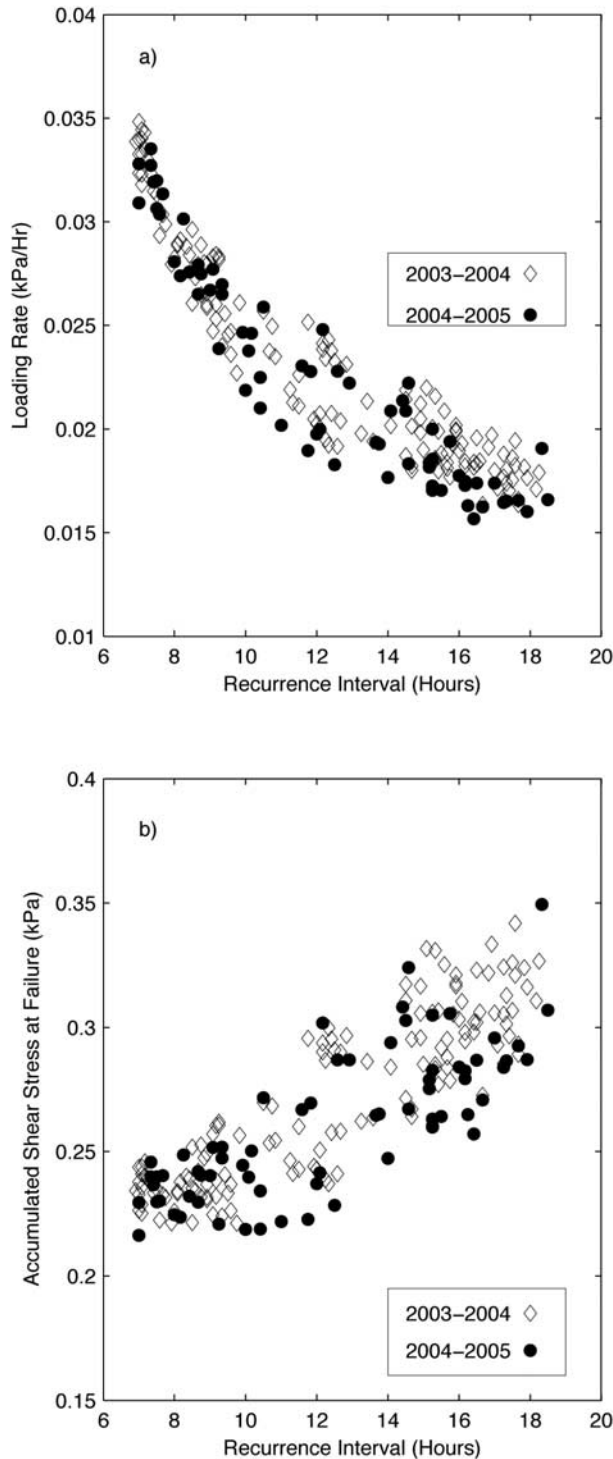 0.04
a)
0.035
0.03
0.025
0.02
0.015
0.01
Loading Rate (kPa/Hr)
2003-2004
2004-2005
6 8 10 12 14 16 18 20
Recurrence Interval (Hours)
0.4
b)
0.35
0.3
0.25
0.2
0.15
Accumulated Shear Stress at Failure (kPa)
2003-2004
2004-2005
6 8 10 12 14 16 18 20
Recurrence Interval (Hours)